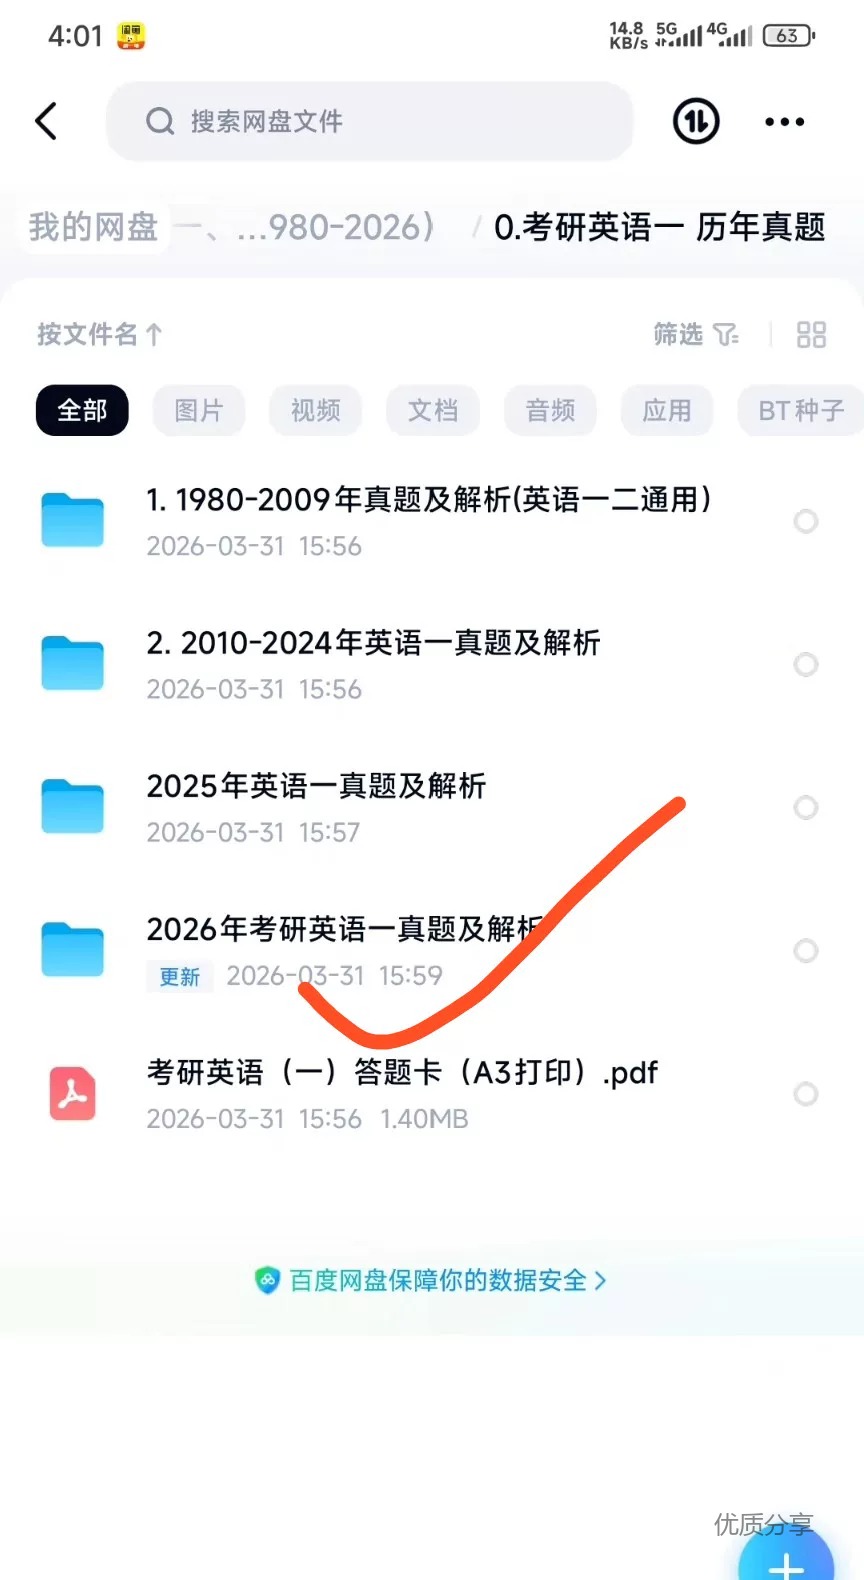 4:01 闲鱼 14.8 KB/s 5G 4G 63
搜索网盘文件
我的网盘 一、...980-2026） / 0.考研英语一 历年真题
按文件名↑ 筛选
全部 图片 视频 文档 音频 应用 BT种子
1. 1980-2009年真题及解析(英语一二通用)
2026-03-31 15:56
2. 2010-2024年英语一真题及解析
2026-03-31 15:56
2025年英语一真题及解析
2026-03-31 15:57
2026年考研英语一真题及解析
更新 2026-03-31 15:59
考研英语（一）答题卡（A3打印）.pdf
2026-03-31 15:56 1.40MB
百度网盘保障你的数据安全 >
优质分享